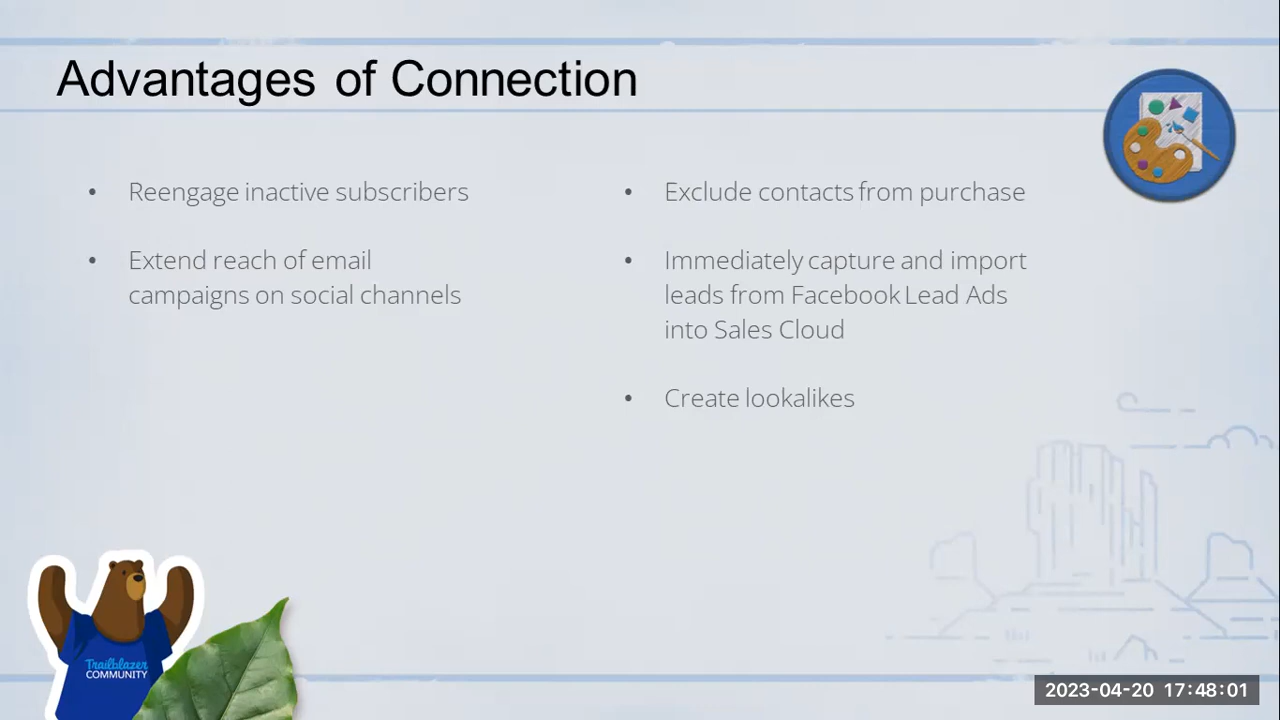 Advantages of Connection
• Reengage inactive subscribers
• Extend reach of email
campaigns on social channels
• Exclude contacts from purchase
• Immediately capture and import
leads from Facebook Lead Ads
into Sales Cloud
• Create lookalikes
Trailblazer
COMMUNITY
2023-04-20 17:48:01